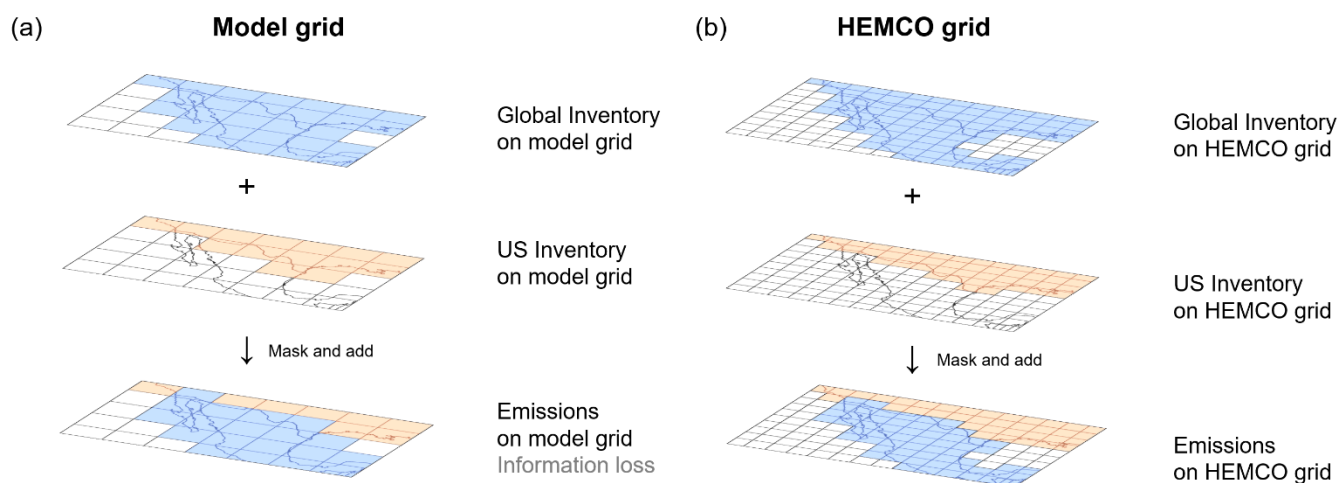 (a)
Model grid
Global Inventory
on model grid
+
US Inventory
on model grid
↓ Mask and add
Emissions
on model grid
Information loss
(b)
HEMCO grid
Global Inventory
on HEMCO grid
+
US Inventory
on HEMCO grid
↓ Mask and add
Emissions
on HEMCO grid